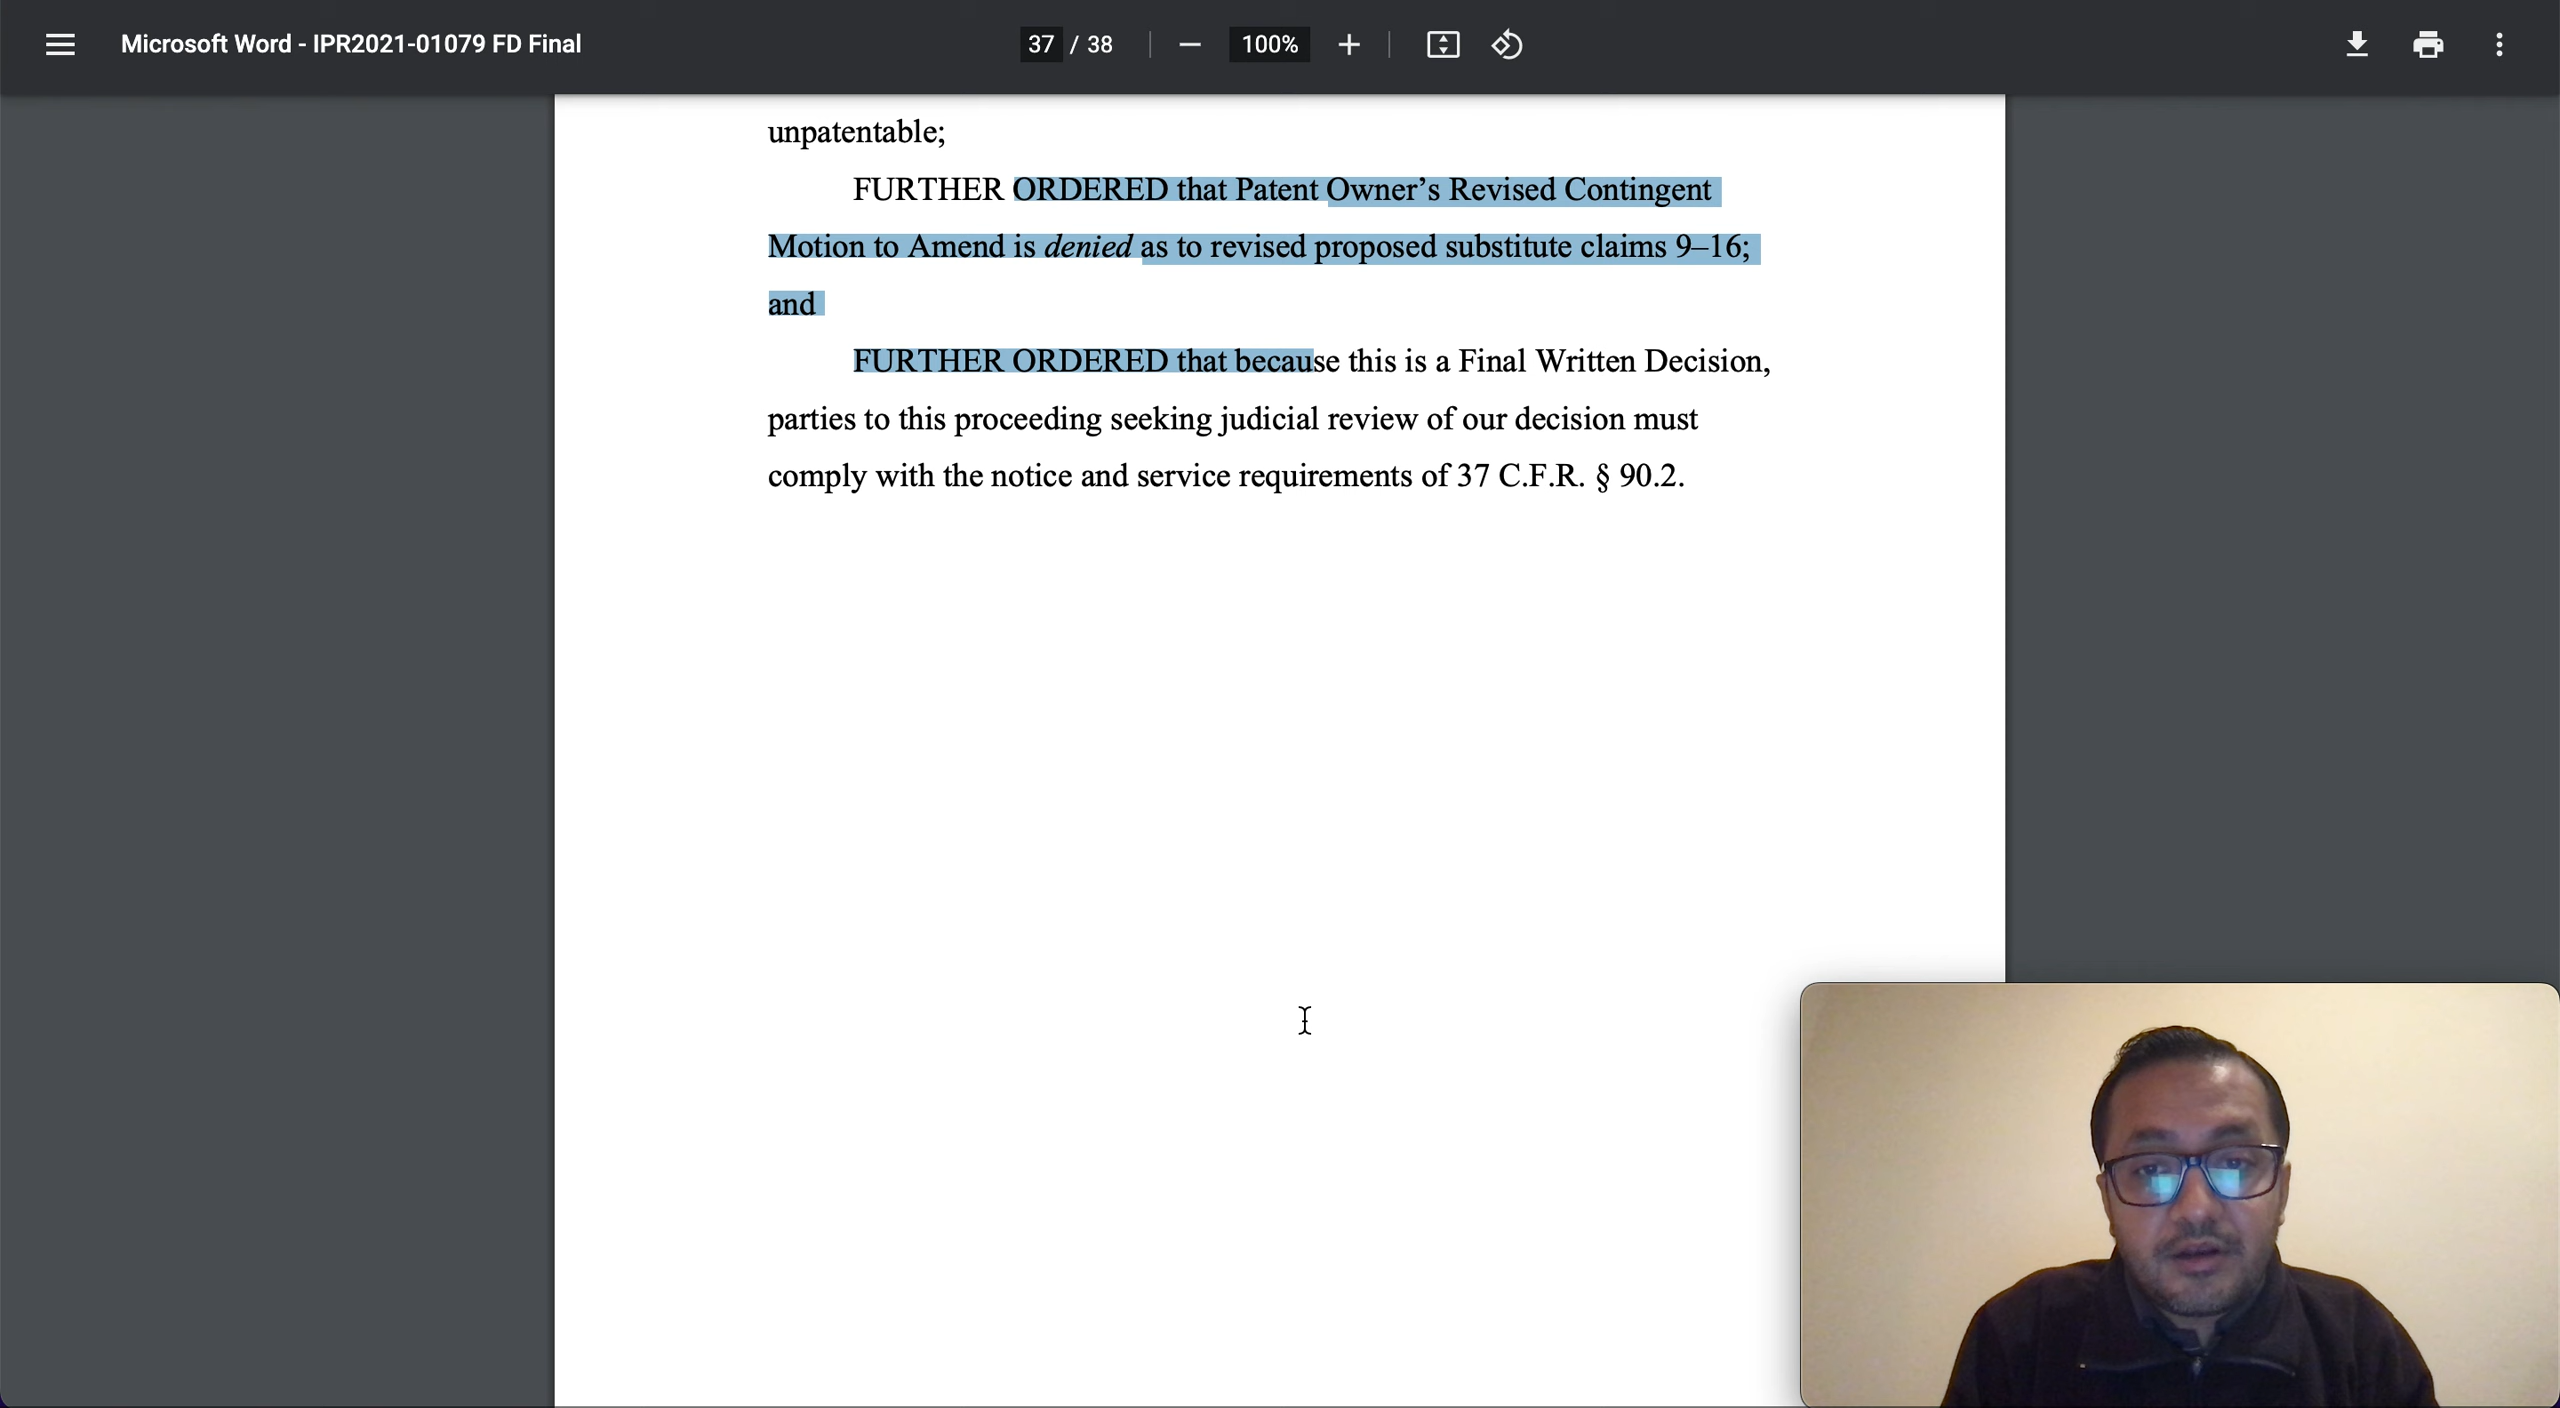 Microsoft Word - IPR2021-01079 FD Final
37 / 38
100%
unpatentable;
FURTHER ORDERED that Patent Owner’s Revised Contingent
Motion to Amend is denied as to revised proposed substitute claims 9–16;
and
FURTHER ORDERED that because this is a Final Written Decision,
parties to this proceeding seeking judicial review of our decision must
comply with the notice and service requirements of 37 C.F.R. § 90.2.